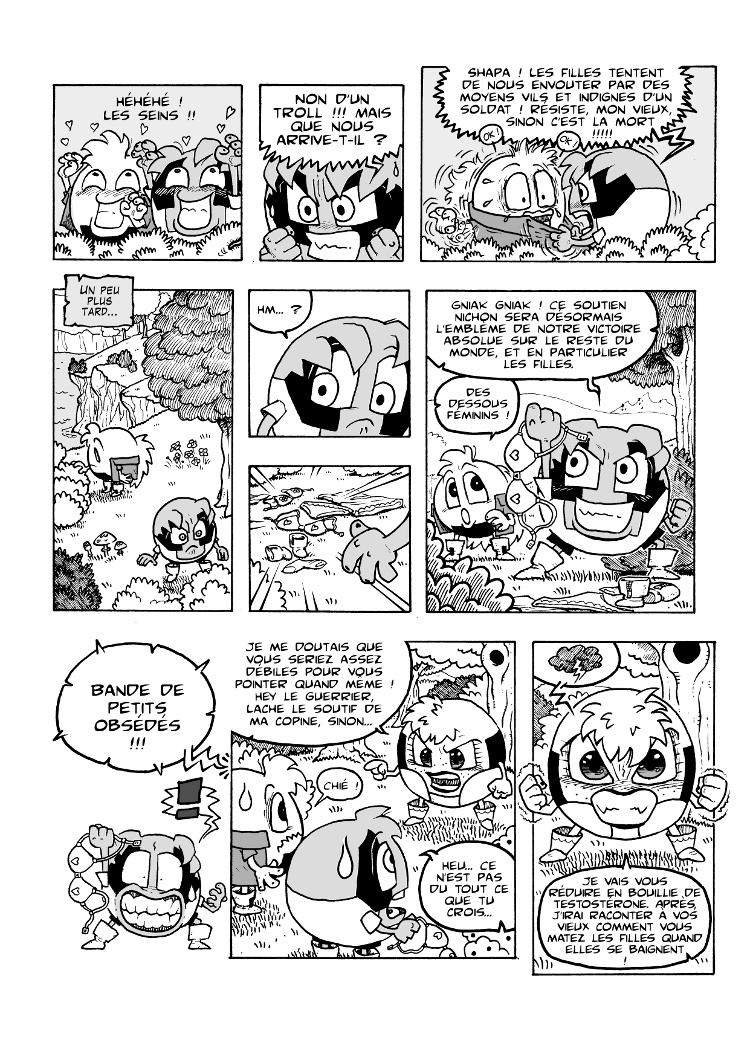 HÉHÉHÉ !
LES SEINS !!
NON D'UN
TROLL !!! MAIS
QUE NOUS
ARRIVE-T-IL ?
SHAPA ! LES FILLES TENTENT
DE NOUS ENVOUTER PAR DES
MOYENS VILS ET INDIGNES D'UN
SOLDAT ! RESISTE, MON VIEUX,
SINON C'EST LA MORT
!!!!!
OK !
OK !
UN PEU
PLUS
TARD...
HM... ?
GNIAK GNIAK ! CE SOUTIEN
NICHON SERA DÉSORMAIS
L'EMBLÈME DE NOTRE VICTOIRE
ABSOLUE SUR LE RESTE DU
MONDE, ET EN PARTICULIER
LES FILLES.
DES
DESSOUS
FEMININS !
BANDE DE
PETITS
OBSÉDÉS
!!!
!!
JE ME DOUTAIS QUE
VOUS SERIEZ ASSEZ
DÉBILES POUR VOUS
POINTER QUAND MEME !
HEY LE GUERRIER,
LACHE LE SOUTIF DE
MA COPINE, SINON...
CHIÉ !
HEU... CE
N'EST PAS
DU TOUT CE
QUE TU
CROIS...
JE VAIS VOUS
RÉDUIRE EN BOUILLIE DE
TESTOSTÉRONE. APRES,
J'IRAI RACONTER À VOS
VIEUX COMMENT VOUS
MATEZ LES FILLES QUAND
ELLES SE BAIGNENT
!